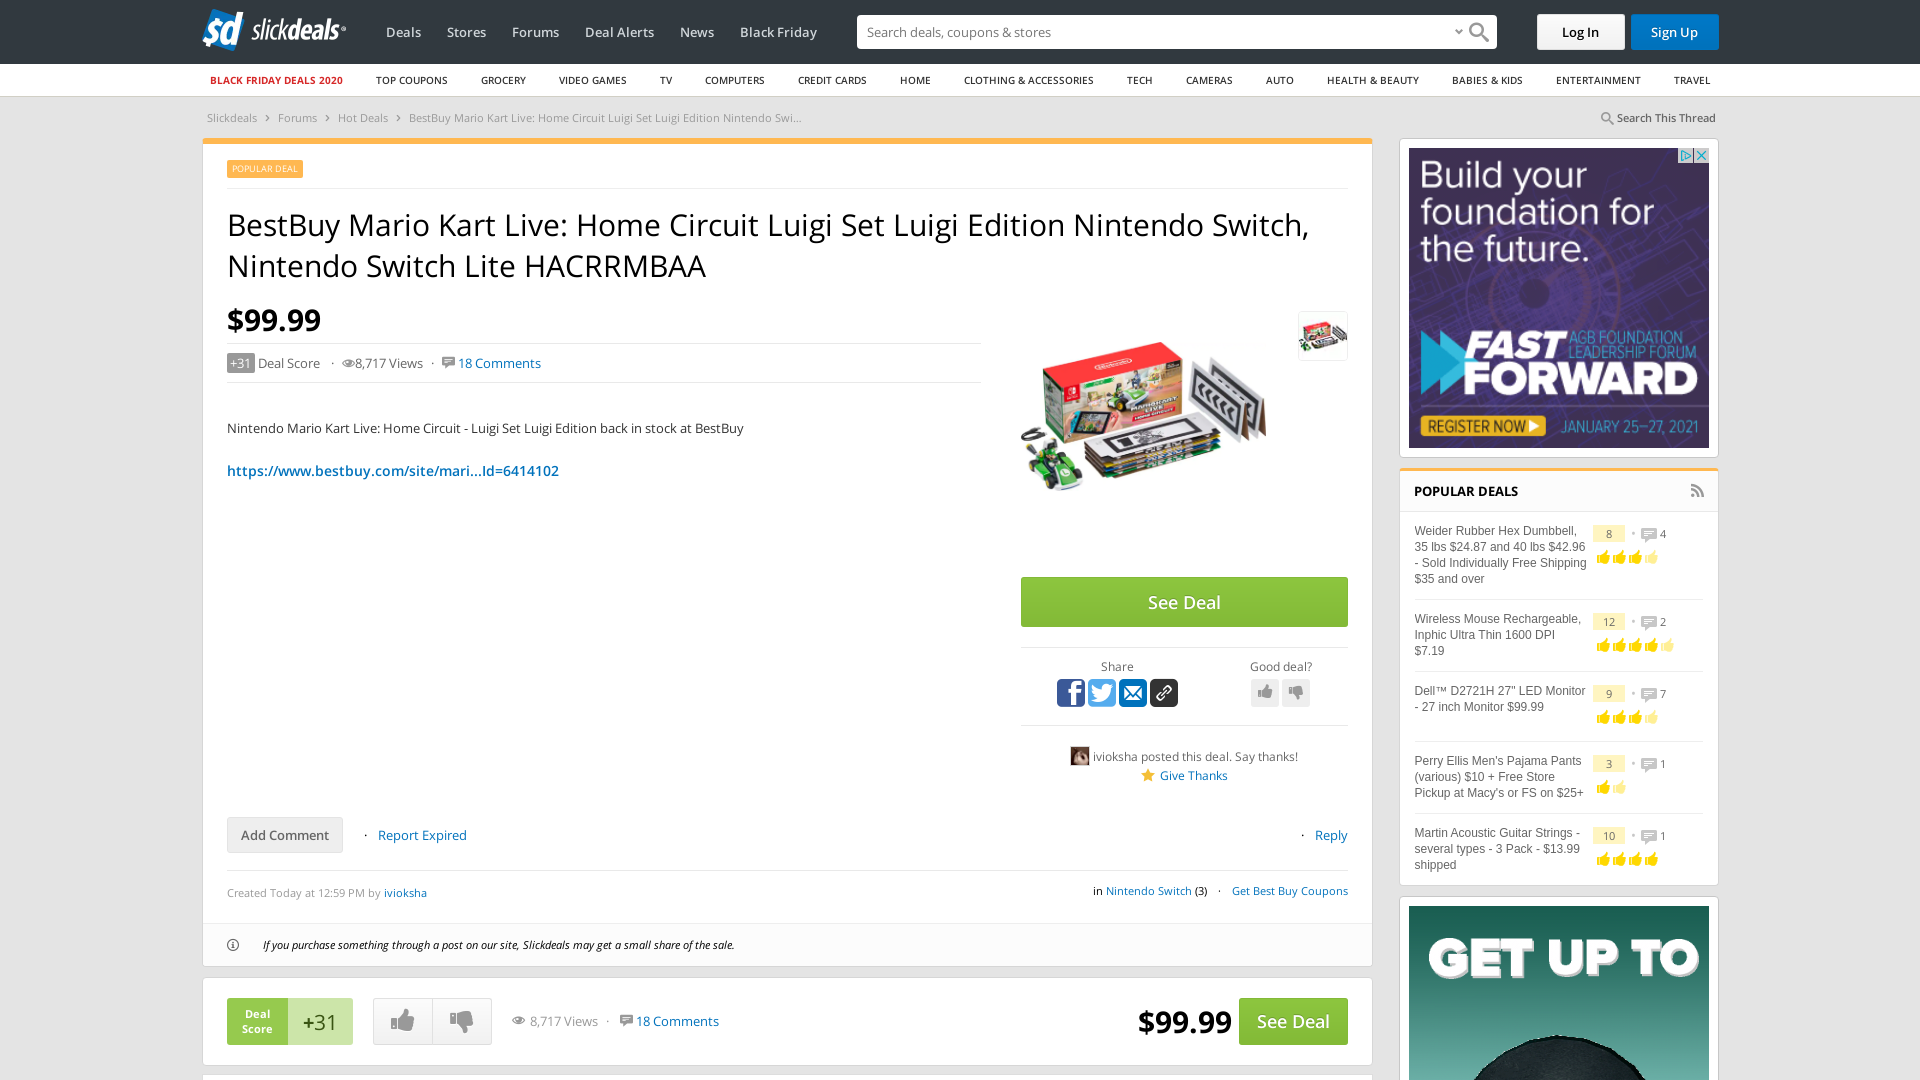 slickdeals
Deals
Stores
Forums
Deal Alerts
News
Black Friday
Search deals, coupons & stores
Log In
Sign Up
BLACK FRIDAY DEALS 2020
TOP COUPONS
GROCERY
VIDEO GAMES
TV
COMPUTERS
CREDIT CARDS
HOME
CLOTHING & ACCESSORIES
TECH
CAMERAS
AUTO
HEALTH & BEAUTY
BABIES & KIDS
ENTERTAINMENT
TRAVEL
Slickdeals › Forums › Hot Deals › BestBuy Mario Kart Live: Home Circuit Luigi Set Luigi Edition Nintendo Swi...
Search This Thread
POPULAR DEAL
BestBuy Mario Kart Live: Home Circuit Luigi Set Luigi Edition Nintendo Switch,
Nintendo Switch Lite HACRRMBAA
$99.99
+31 Deal Score · 8,717 Views · 18 Comments
Nintendo Mario Kart Live: Home Circuit - Luigi Set Luigi Edition back in stock at BestBuy
https://www.bestbuy.com/site/mari...Id=6414102
See Deal
Share
Good deal?
ivioksha posted this deal. Say thanks!
Give Thanks
Add Comment
· Report Expired
· Reply
Created Today at 12:59 PM by ivioksha
in Nintendo Switch (3) · Get Best Buy Coupons
If you purchase something through a post on our site, Slickdeals may get a small share of the sale.
Deal
Score
+31
8,717 Views · 18 Comments
$99.99
See Deal
Build your
foundation for
the future.
FAST
FORWARD
AGB FOUNDATION
LEADERSHIP FORUM
REGISTER NOW
JANUARY 25–27, 2021
POPULAR DEALS
Weider Rubber Hex Dumbbell,
35 lbs $24.87 and 40 lbs $42.96
- Sold Individually Free Shipping
$35 and over
8 · 4
Wireless Mouse Rechargeable,
Inphic Ultra Thin 1600 DPI
$7.19
12 · 2
Dell™ D2721H 27" LED Monitor
- 27 inch Monitor $99.99
9 · 7
Perry Ellis Men's Pajama Pants
(various) $10 + Free Store
Pickup at Macy's or FS on $25+
3 · 1
Martin Acoustic Guitar Strings -
several types - 3 Pack - $13.99
shipped
10 · 1
GET UP TO